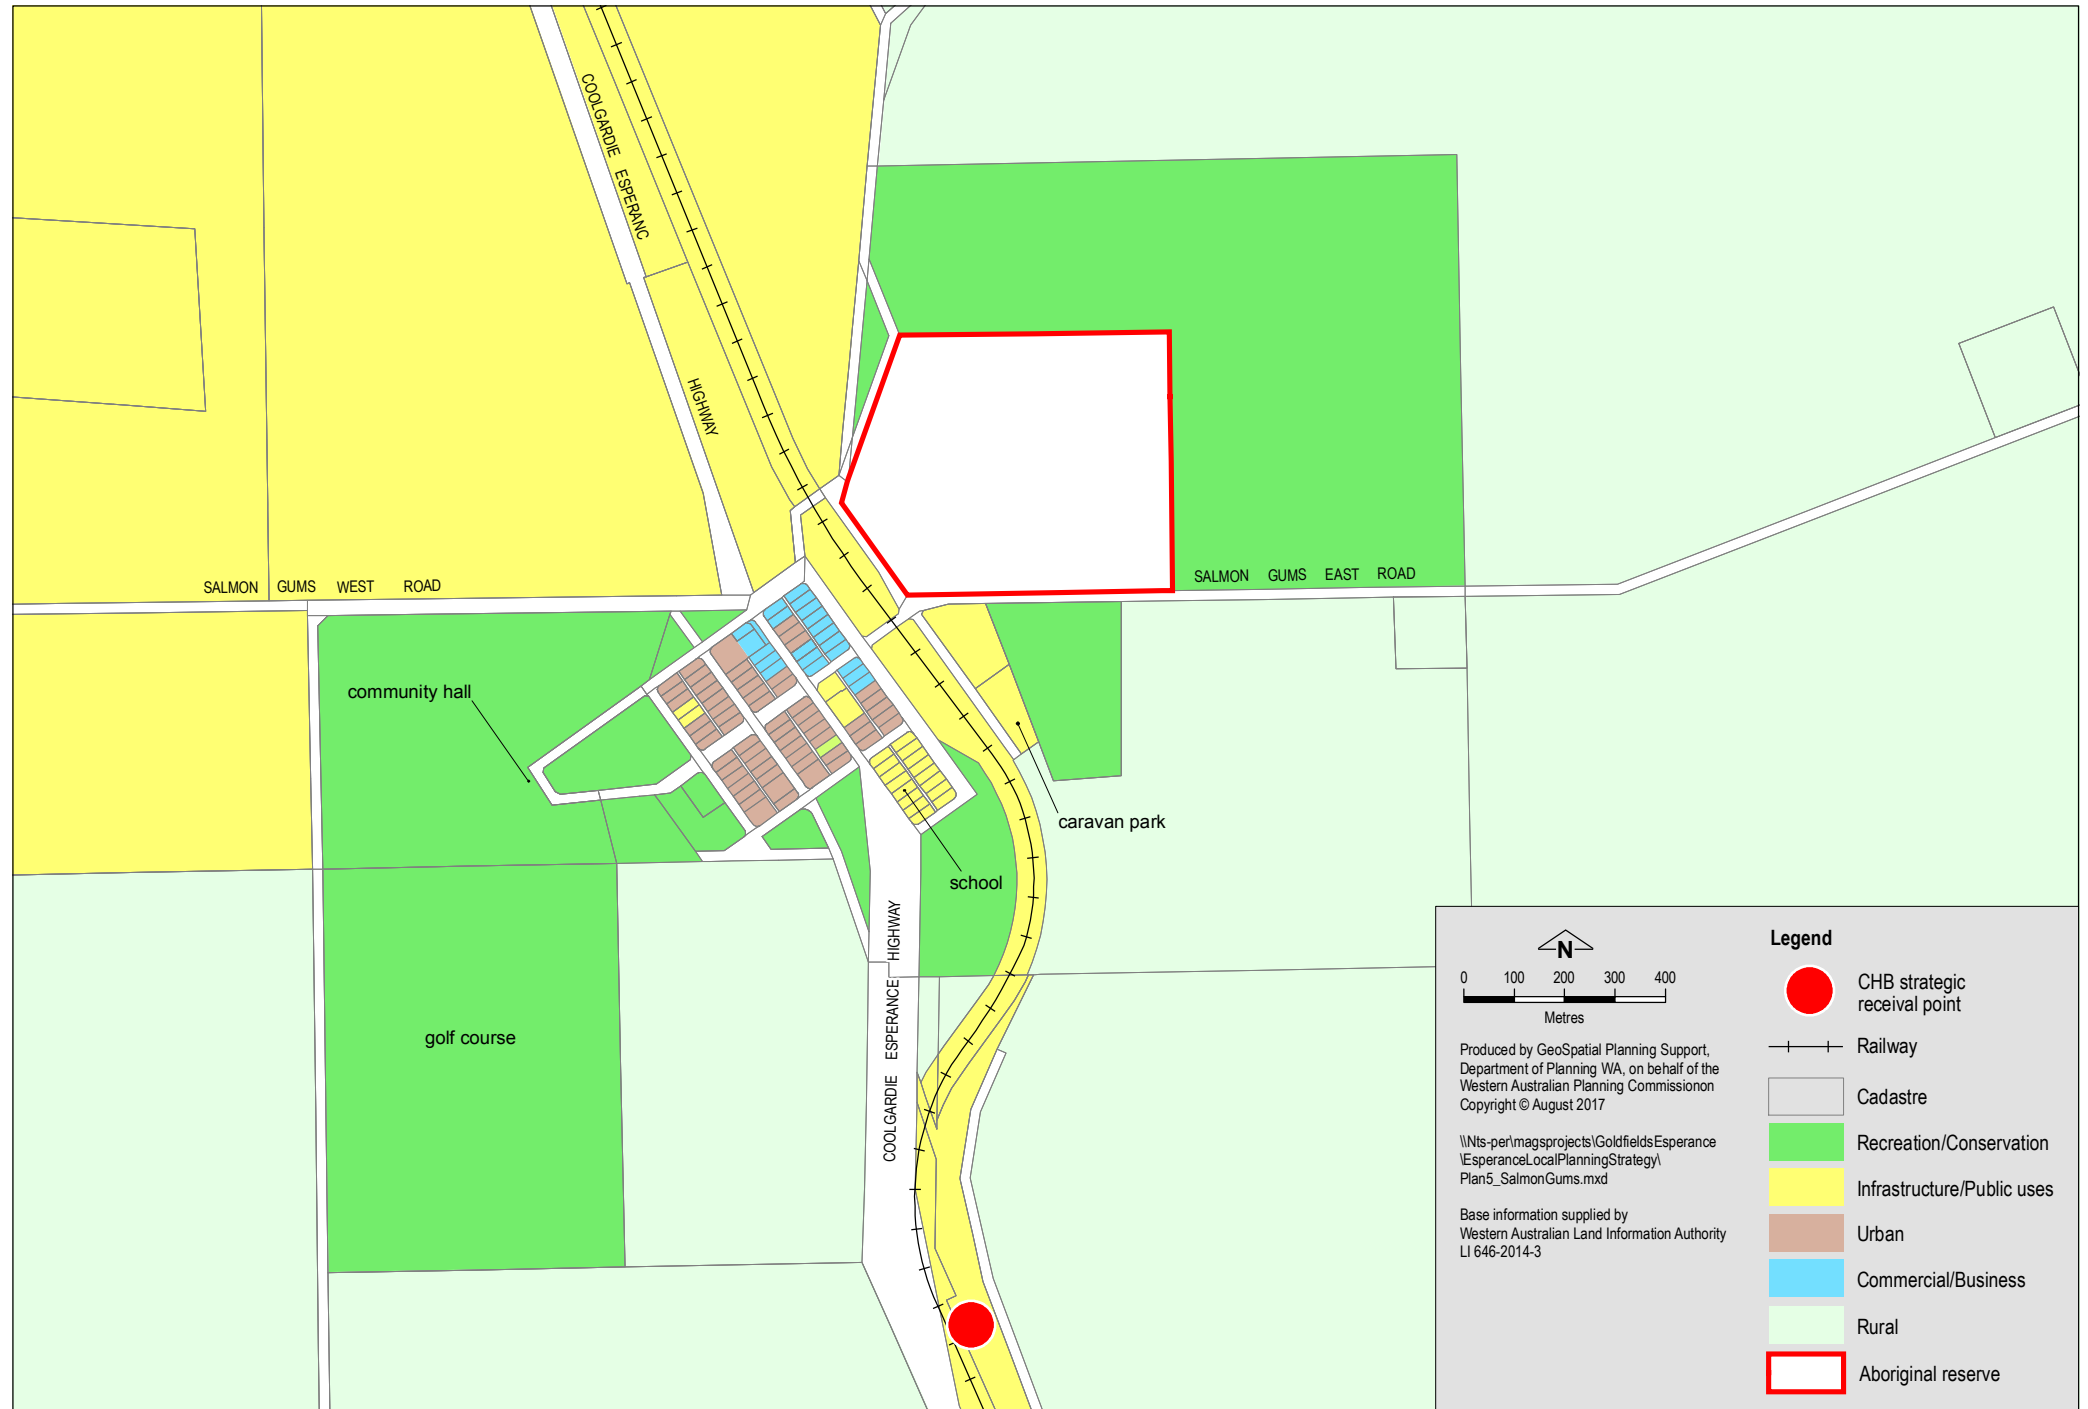 COOLGARDIE ESPERANC
HIGHWAY
SALMON GUMS WEST ROAD
SALMON GUMS EAST ROAD
community hall
caravan park
school
golf course
COOLGARDIE ESPERANCE HIGHWAY
N
0 100 200 300 400
Metres
Produced by GeoSpatial Planning Support,
Department of Planning WA, on behalf of the
Western Australian Planning Commissionon
Copyright © August 2017
\\Nts-per\magsprojects\GoldfieldsEsperance
\EsperanceLocalPlanningStrategy\
Plan5_SalmonGums.mxd
Base information supplied by
Western Australian Land Information Authority
LI 646-2014-3
Legend
CHB strategic
receival point
Railway
Cadastre
Recreation/Conservation
Infrastructure/Public uses
Urban
Commercial/Business
Rural
Aboriginal reserve